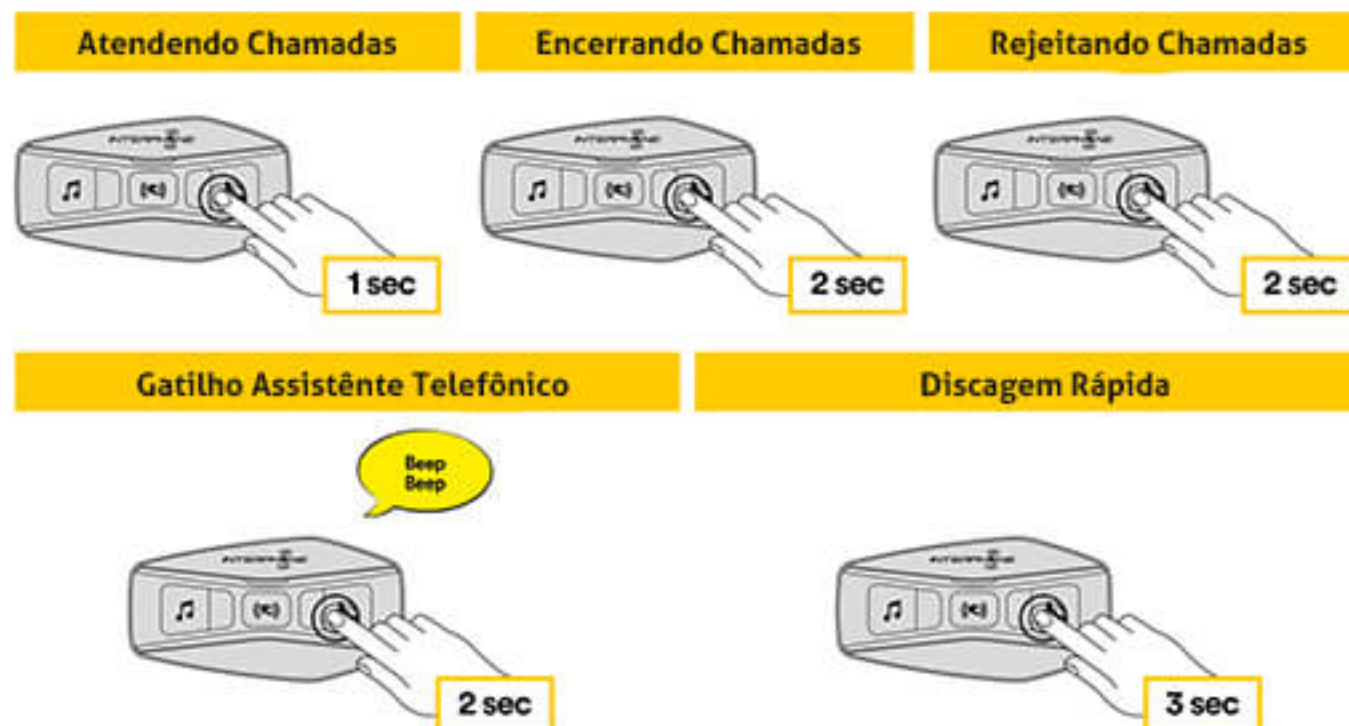 Atendendo Chamadas
Encerrando Chamadas
Rejeitando Chamadas
1 sec
2 sec
2 sec
Gatilho Assistênte Telefônico
Discagem Rápida
Beep
Beep
2 sec
3 sec